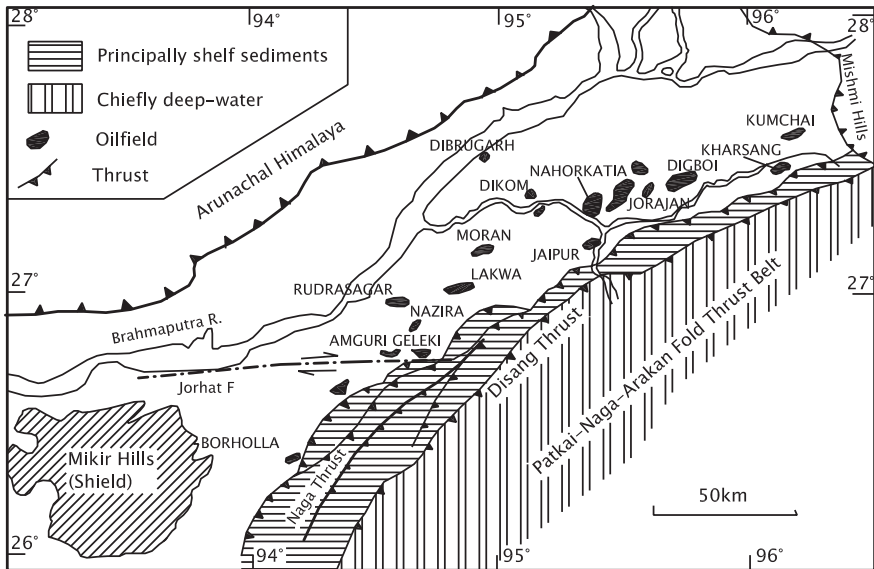 28°
94
95
96
28°
Principally shelf sediments
Chiefly deep-water
Oilfield
Thrust
Arunachal Himalaya
Mishmi Hills
KUMCHAI
DIBRUGARH
KHARSANG
NAHORKATIA
DIGBOI
DIKOM
JORAJAN
MORAN
JAIPUR
LAKWA
27°
27°
RUDRASAGAR
NAZIRA
Brahmaputra R.
AMGURI GELEKI
Jorhat F
Disang Thrust
Patkai-Naga-Arakan Fold Thrust Belt
BORHOLLA
Mikir Hills
(Shield)
Naga Thrust
50km
26°
94°
95°
96°